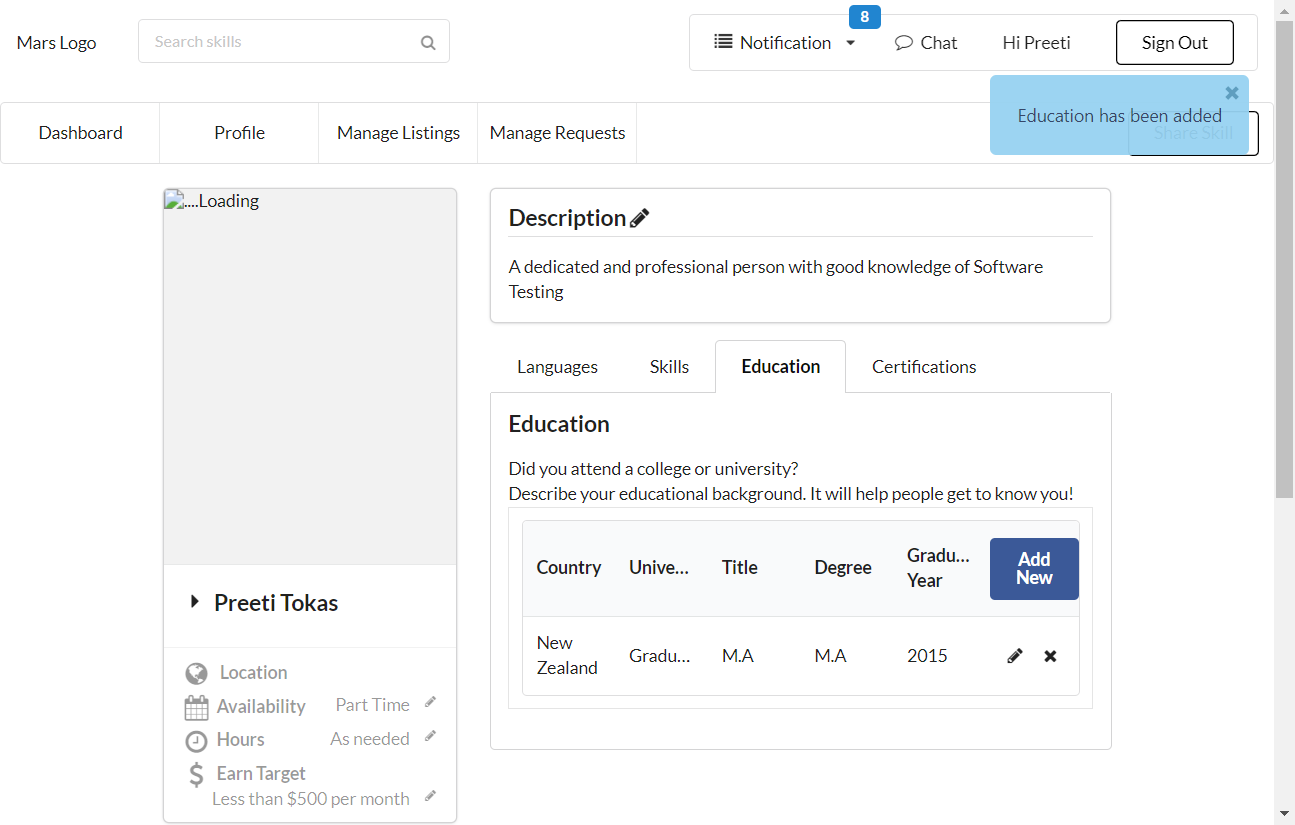 8
Mars Logo
Search skills
Notification
Chat
Hi Preeti
Sign Out
Education has been added
Dashboard
Profile
Manage Listings
Manage Requests
Share Skill
....Loading
Description
A dedicated and professional person with good knowledge of Software
Testing
Languages
Skills
Education
Certifications
Education
Did you attend a college or university?
Describe your educational background. It will help people get to know you!
Country
Unive...
Title
Degree
Gradu...
Year
Add
New
New
Zealand
Gradu...
M.A
M.A
2015
Preeti Tokas
Location
Availability
Part Time
Hours
As needed
Earn Target
Less than $500 per month